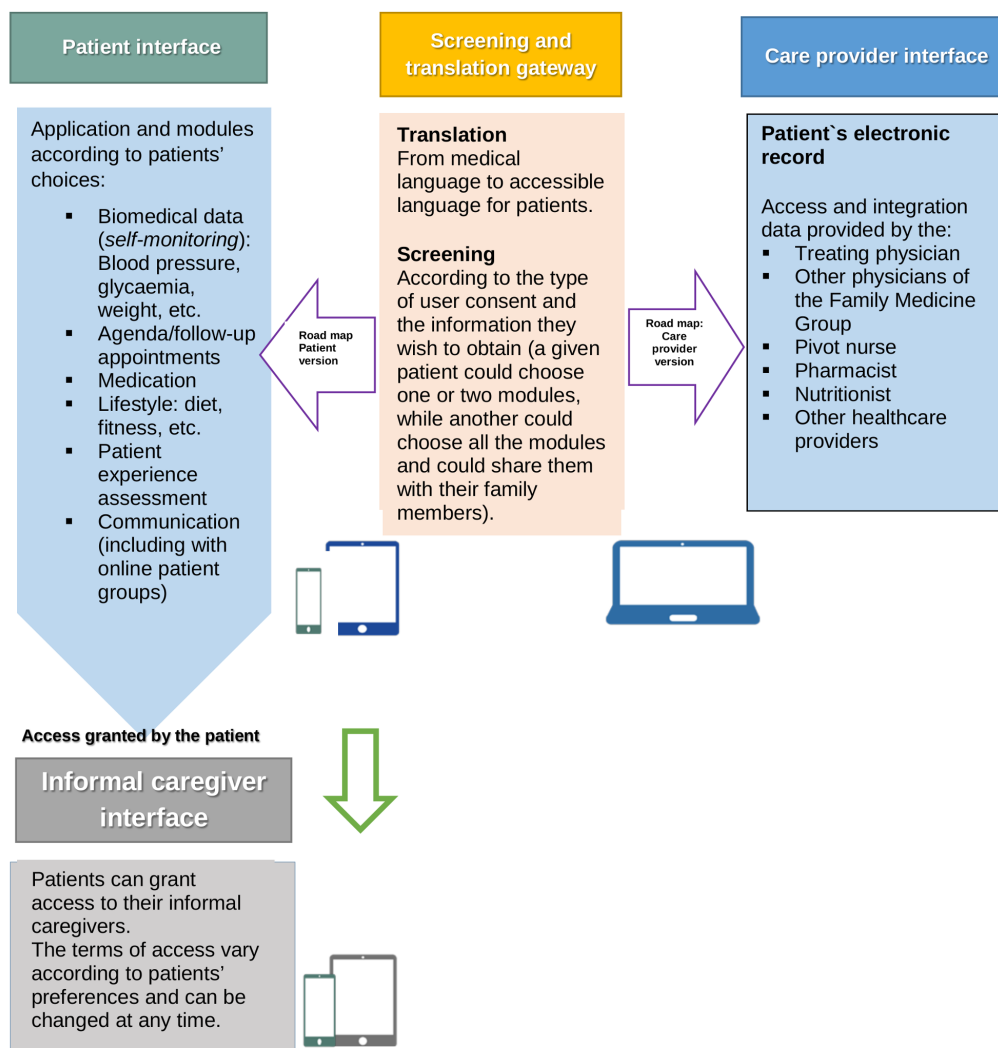 Patient interface
Application and modules
according to patients’
choices:
▪ Biomedical data
(self-monitoring):
Blood pressure,
glycaemia,
weight, etc.
▪ Agenda/follow-up
appointments
▪ Medication
▪ Lifestyle: diet,
fitness, etc.
▪ Patient
experience
assessment
▪ Communication
(including with
online patient
groups)
Road map
Patient
version
Screening and
translation gateway
Translation
From medical
language to accessible
language for patients.
Screening
According to the type
of user consent and
the information they
wish to obtain (a given
patient could choose
one or two modules,
while another could
choose all the modules
and could share them
with their family
members).
Road map:
Care
provider
version
Care provider interface
Patient`s electronic
record
Access and integration
data provided by the:
▪ Treating physician
▪ Other physicians of
the Family Medicine
Group
▪ Pivot nurse
▪ Pharmacist
▪ Nutritionist
▪ Other healthcare
providers
Access granted by the patient
Informal caregiver
interface
Patients can grant
access to their informal
caregivers.
The terms of access vary
according to patients’
preferences and can be
changed at any time.